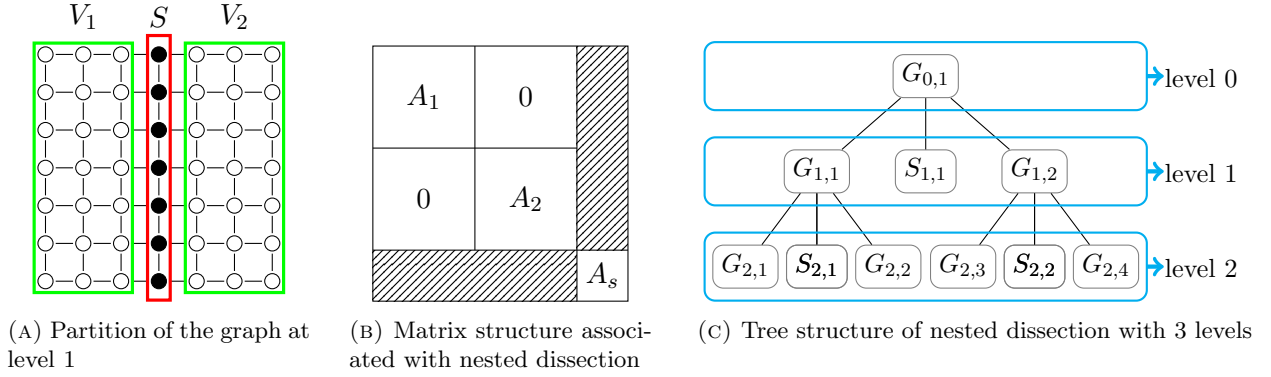 V₁ S V₂
A₁ 0
0 A₂
Aₛ
G₀,₁
level 0
G₁,₁ S₁,₁ G₁,₂
level 1
G₂,₁ S₂,₁ G₂,₂ G₂,₃ S₂,₂ G₂,₄
level 2
(A) Partition of the graph at
level 1
(B) Matrix structure associ-
ated with nested dissection
(C) Tree structure of nested dissection with 3 levels